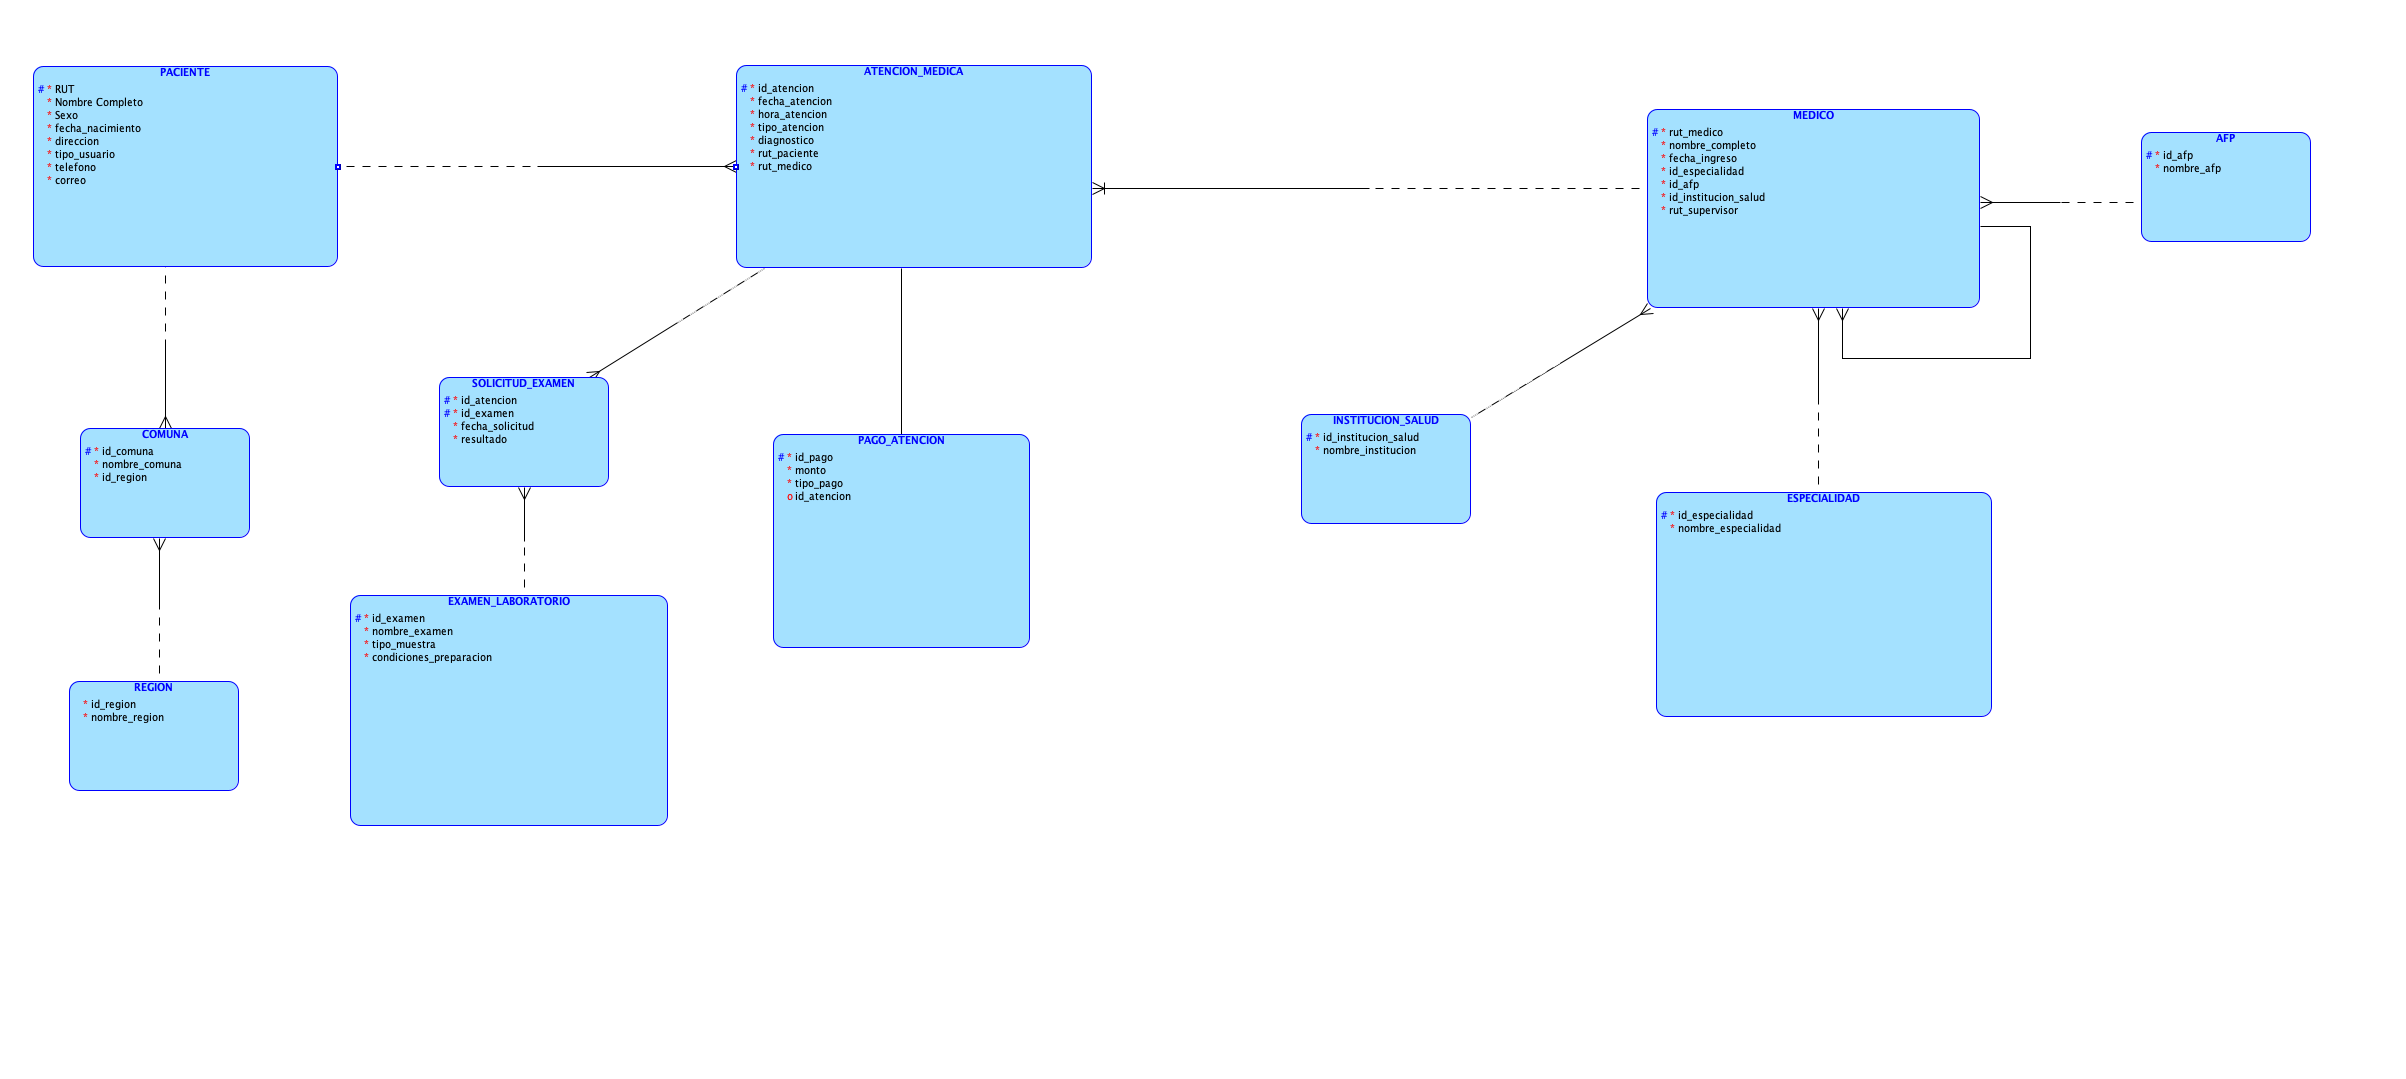 PACIENTE
# * RUT
* Nombre Completo
* Sexo
* fecha_nacimiento
* direccion
* tipo_usuario
* telefono
* correo
ATENCION_MEDICA
# * id_atencion
* fecha_atencion
* hora_atencion
* tipo_atencion
* diagnostico
* rut_paciente
* rut_medico
MEDICO
# * rut_medico
* nombre_completo
* fecha_ingreso
* id_especialidad
* id_afp
* id_institucion_salud
* rut_supervisor
AFP
# * id_afp
* nombre_afp
COMUNA
# * id_comuna
* nombre_comuna
* id_region
SOLICITUD_EXAMEN
# * id_atencion
# * id_examen
* fecha_solicitud
* resultado
PAGO_ATENCION
# * id_pago
* monto
* tipo_pago
o id_atencion
INSTITUCION_SALUD
# * id_institucion_salud
* nombre_institucion
ESPECIALIDAD
# * id_especialidad
* nombre_especialidad
EXAMEN_LABORATORIO
# * id_examen
* nombre_examen
* tipo_muestra
* condiciones_preparacion
REGION
* id_region
* nombre_region